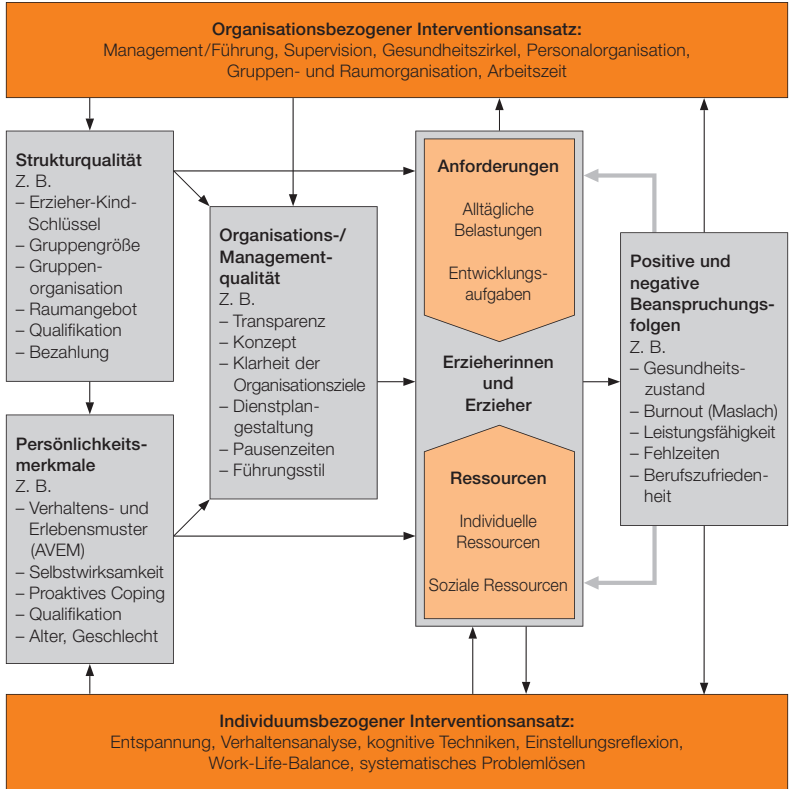 Organisationsbezogener Interventionsansatz:
Management/Führung, Supervision, Gesundheitszirkel, Personalorganisation,
Gruppen- und Raumorganisation, Arbeitszeit
Strukturqualität
Z. B.
– Erzieher-Kind-
Schlüssel
– Gruppengröße
– Gruppen-
organisation
– Raumangebot
– Qualifikation
– Bezahlung
Persönlichkeits-
merkmale
Z. B.
– Verhaltens- und
Erlebensmuster
(AVEM)
– Selbstwirksamkeit
– Proaktives Coping
– Qualifikation
– Alter, Geschlecht
Organisations-/
Management-
qualität
Z. B.
– Transparenz
– Konzept
– Klarheit der
Organisationsziele
– Dienstplan-
gestaltung
– Pausenzeiten
– Führungsstil
Anforderungen
Alltägliche
Belastungen
Entwicklungs-
aufgaben
Erzieherinnen
und
Erzieher
Ressourcen
Individuelle
Ressourcen
Soziale Ressourcen
Positive und
negative
Beanspruchungs-
folgen
Z. B.
– Gesundheits-
zustand
– Burnout (Maslach)
– Leistungsfähigkeit
– Fehlzeiten
– Berufszufrieden-
heit
Individuumsbezogener Interventionsansatz:
Entspannung, Verhaltensanalyse, kognitive Techniken, Einstellungsreflexion,
Work-Life-Balance, systematisches Problemlösen